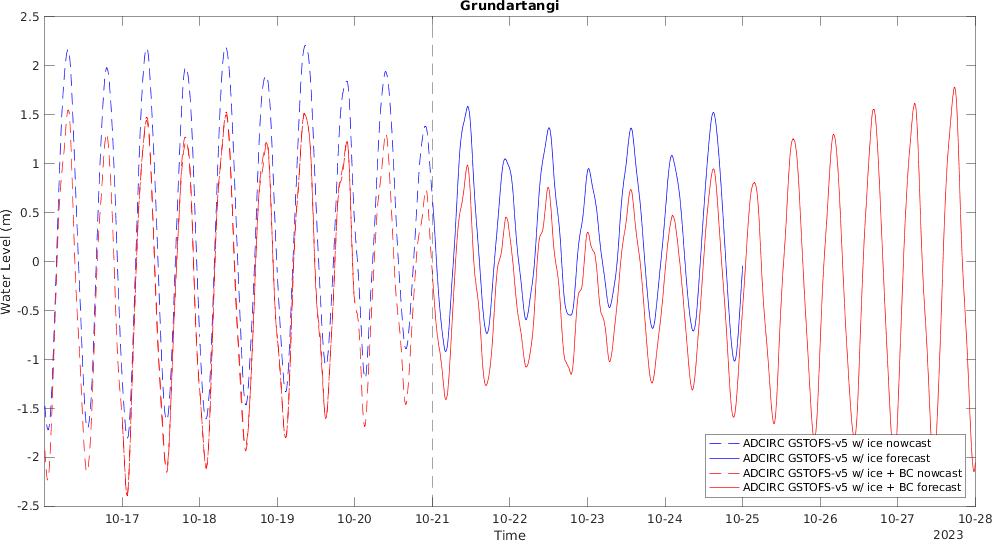 Grundartangi
2.5
2
1.5
1
0.5
0
-0.5
-1
-1.5
-2
-2.5
Water Level (m)
10-17 10-18 10-19 10-20 10-21 10-22 10-23 10-24 10-25 10-26 10-27 10-28
Time
2023
ADCIRC GSTOFS-v5 w/ ice nowcast
ADCIRC GSTOFS-v5 w/ ice forecast
ADCIRC GSTOFS-v5 w/ ice + BC nowcast
ADCIRC GSTOFS-v5 w/ ice + BC forecast